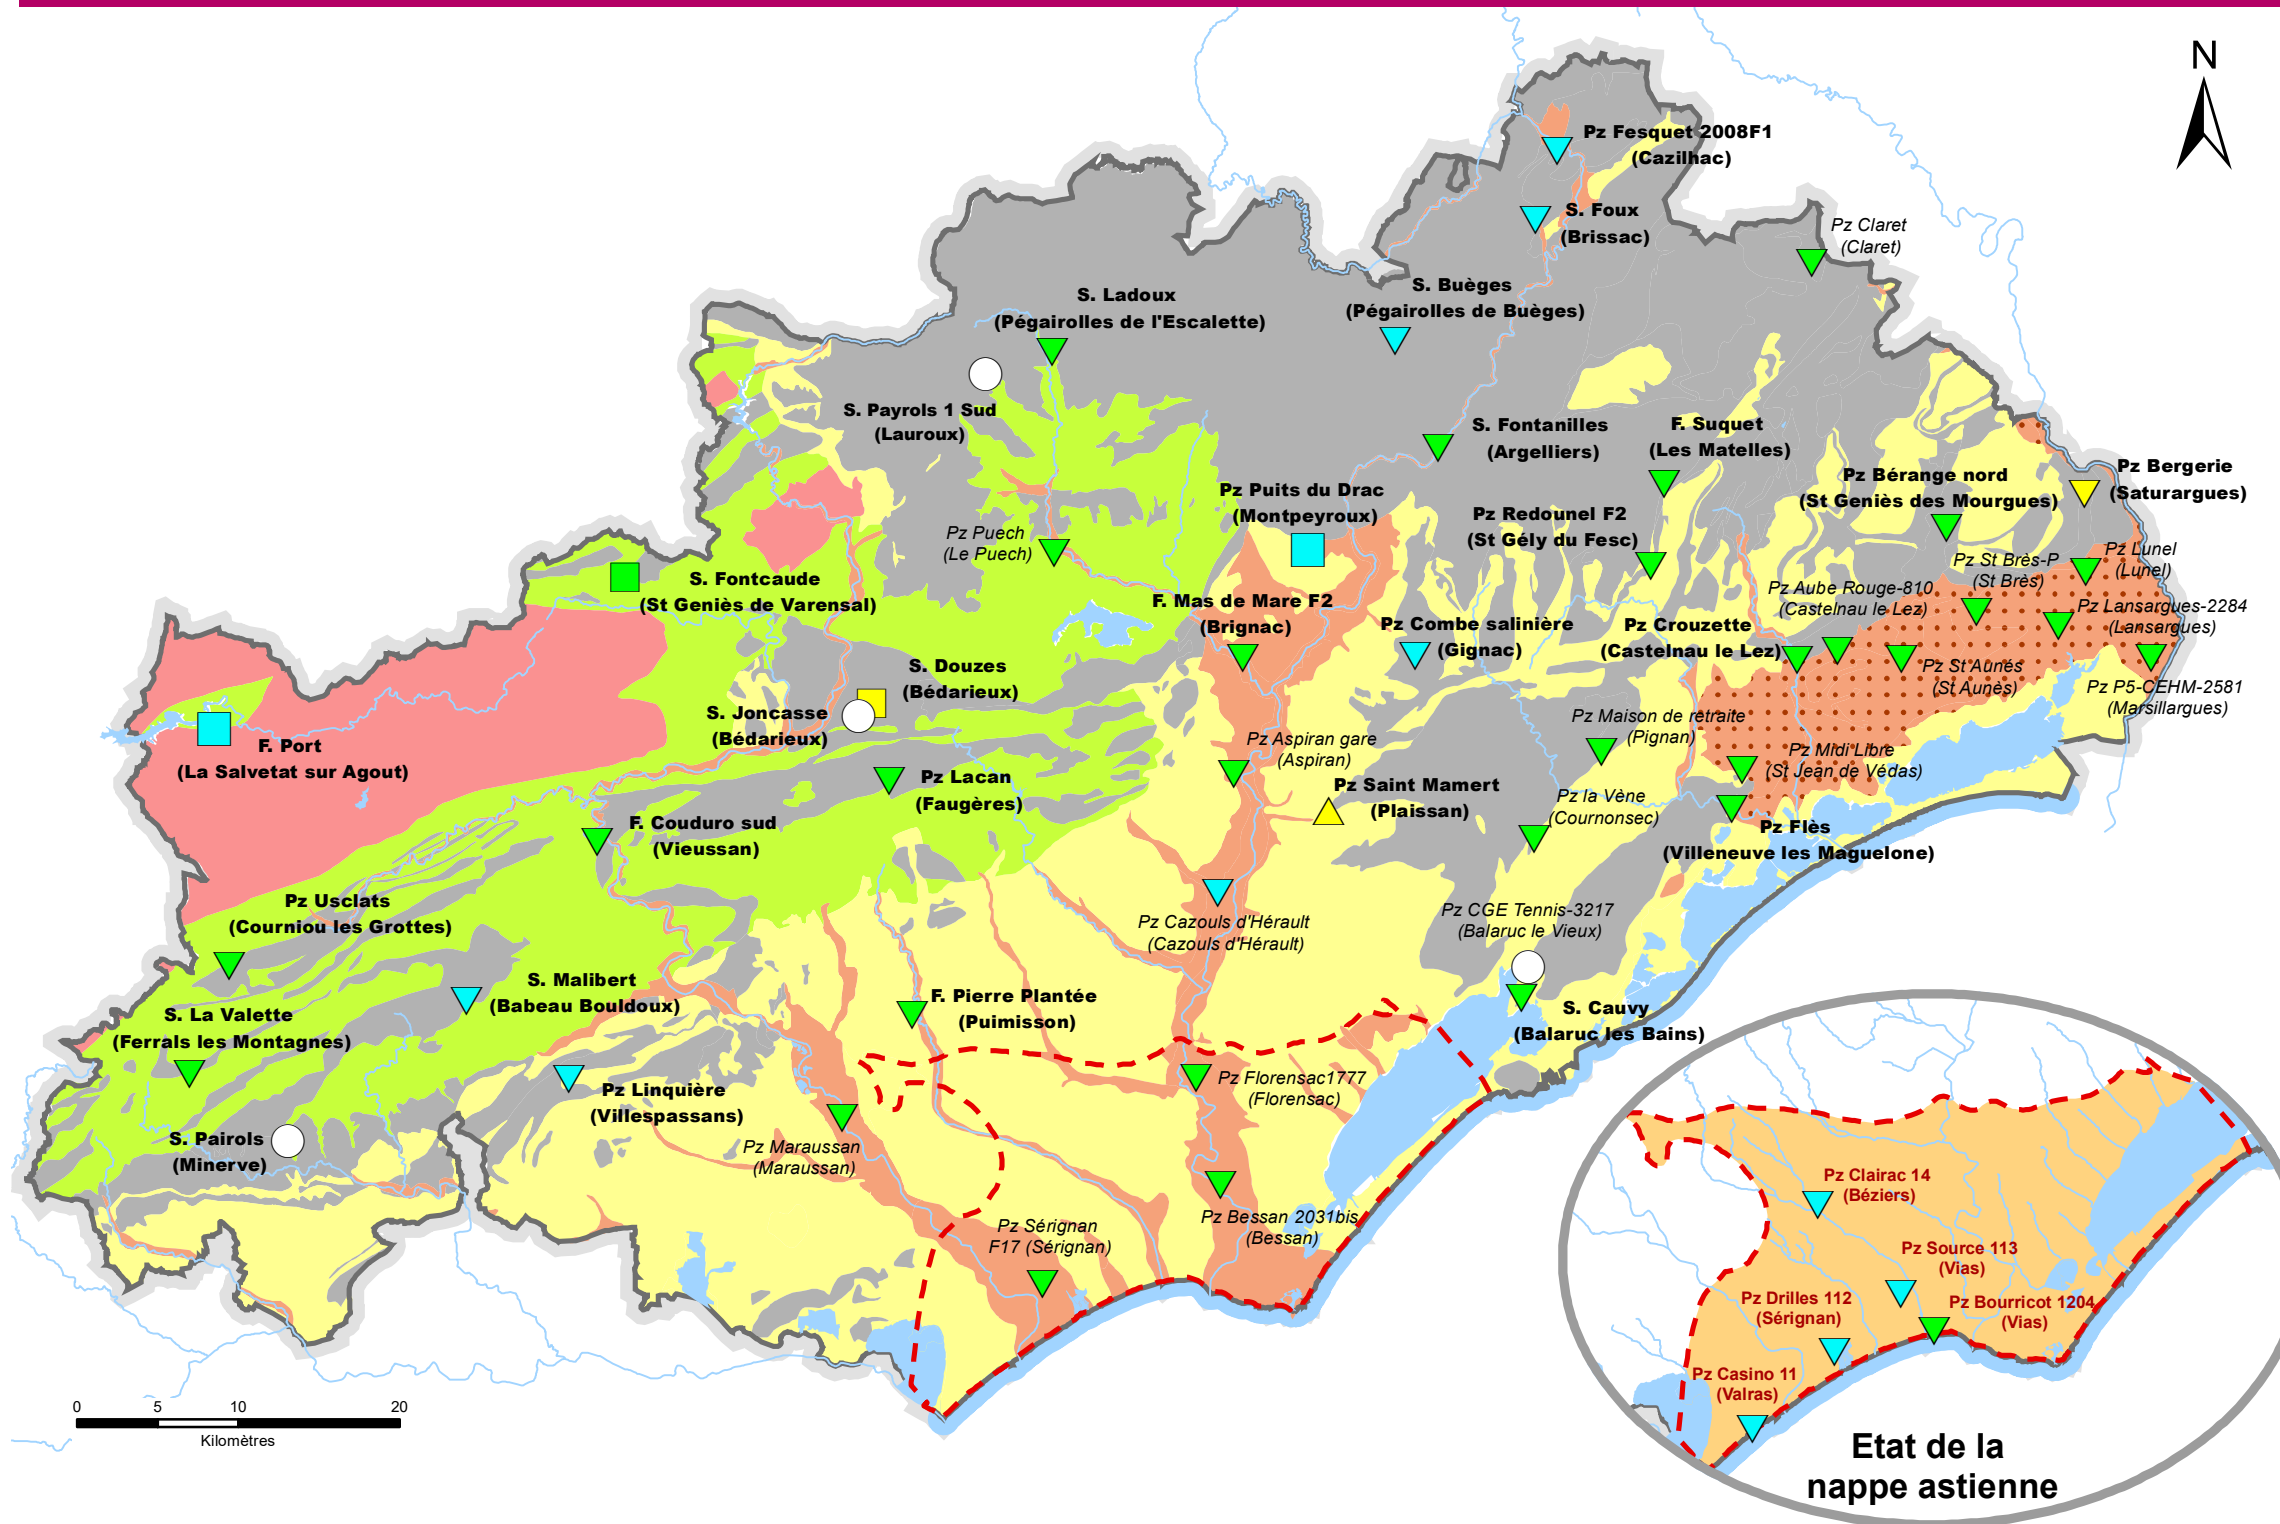 N
Pz Fesquet 2008F1
(Cazilhac)
S. Foux
(Brissac)
Pz Claret
(Claret)
S. Buèges
(Pégairolles de Buèges)
S. Ladoux
(Pégairolles de l'Escalette)
S. Payrols 1 Sud
(Lauroux)
S. Fontanilles
(Argelliers)
F. Suquet
(Les Matelles)
Pz Bérange nord
(St Geniès des Mourgues)
Pz Bergerie
(Saturargues)
Pz Puits du Drac
(Montpeyroux)
Pz Redounel F2
(St Gély du Fesc)
Pz Puech
(Le Puech)
Pz St Brès-P
(St Brès)
Pz Lunel
(Lunel)
S. Fontcaude
(St Geniès de Varensal)
F. Mas de Mare F2
(Brignac)
Pz Aube Rouge-810
(Castelnau le Lez)
Pz Lansargues-2284
(Lansargues)
Pz Combe salinière
(Gignac)
Pz Crouzette
(Castelnau le Lez)
Pz St Aunés
(St Aunès)
S. Douzes
(Bédarieux)
Pz P5-CEHM-2581
(Marsillargues)
S. Joncasse
(Bédarieux)
F. Port
(La Salvetat sur Agout)
Pz Maison de retraite
(Pignan)
Pz Aspiran gare
(Aspiran)
Pz Midi Libre
(St Jean de Védas)
Pz Lacan
(Faugères)
Pz Saint Mamert
(Plaissan)
Pz la Vène
(Cournonsec)
F. Couduro sud
(Vieussan)
Pz Flès
(Villeneuve les Maguelone)
Pz Usclats
(Courniou les Grottes)
Pz Cazouls d'Hérault
(Cazouls d'Hérault)
Pz CGE Tennis-3217
(Balaruc le Vieux)
S. Malibert
(Babeau Bouldoux)
F. Pierre Plantée
(Puimisson)
S. La Valette
(Ferrals les Montagnes)
S. Cauvy
(Balaruc les Bains)
Pz Linquière
(Villespassans)
Pz Florensac1777
(Florensac)
S. Pairols
(Minerve)
Pz Maraussan
(Maraussan)
Pz Sérignan
F17 (Sérignan)
Pz Bessan 2031bis
(Bessan)
Pz Clairac 14
(Béziers)
Pz Source 113
(Vias)
Pz Drilles 112
(Sérignan)
Pz Bourricot 1204
(Vias)
Pz Casino 11
(Valras)
Etat de la
nappe astienne
0 5 10 20
Kilomètres